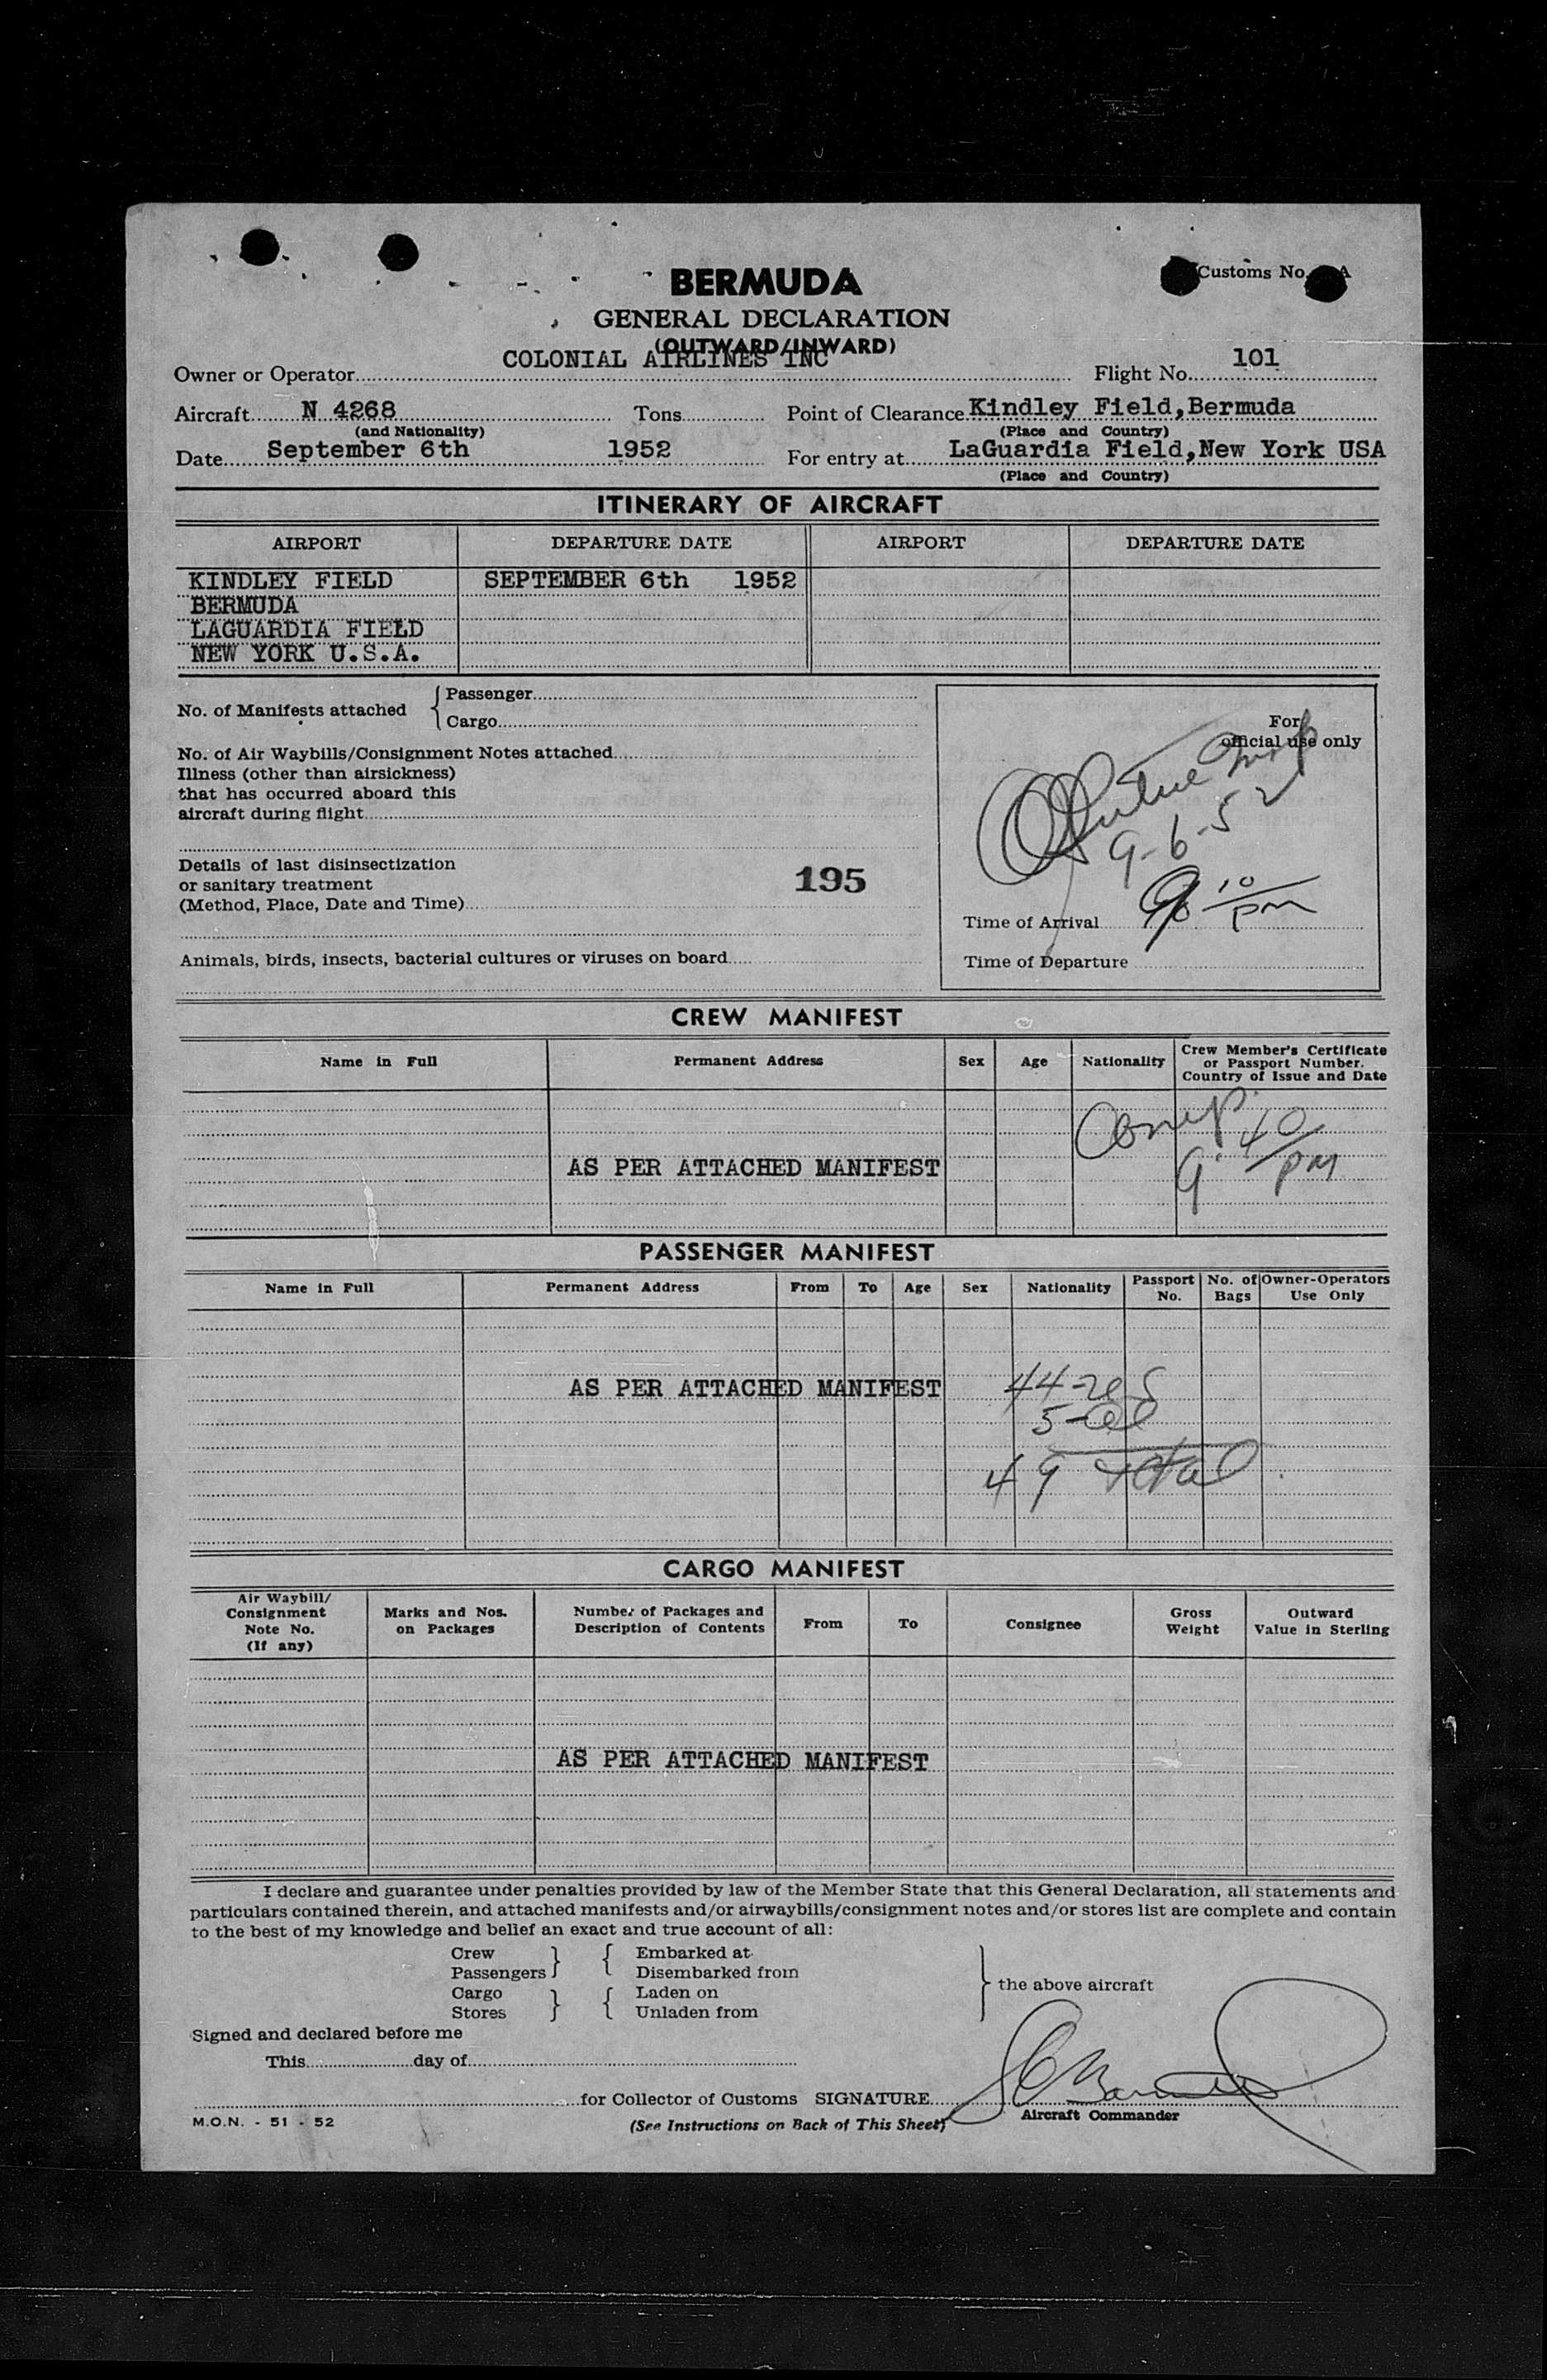 Customs No. A
BERMUDA
GENERAL DECLARATION
(OUTWARD/INWARD)
Owner or Operator COLONIAL AIRLINES INC Flight No. 101
Aircraft N 4268 Tons Point of Clearance Kindley Field,Bermuda
(and Nationality) (Place and Country)
Date September 6th 1952 For entry at LaGuardia Field,New York USA
(Place and Country)
ITINERARY OF AIRCRAFT
AIRPORT DEPARTURE DATE AIRPORT DEPARTURE DATE
KINDLEY FIELD SEPTEMBER 6th 1952
BERMUDA
LAGUARDIA FIELD
NEW YORK U.S.A.
No. of Manifests attached
Passenger
Cargo
No. of Air Waybills/Consignment Notes attached
Illness (other than airsickness)
that has occurred aboard this
aircraft during flight
Details of last disinsectization
or sanitary treatment
(Method, Place, Date and Time)
195
Animals, birds, insects, bacterial cultures or viruses on board
For
official use only
9-6-52
Time of Arrival 9 10/pm
Time of Departure
CREW MANIFEST
Name in Full Permanent Address Sex Age Nationality Crew Member's Certificate
or Passport Number.
Country of Issue and Date
AS PER ATTACHED MANIFEST
Comp. 9 40/PM
PASSENGER MANIFEST
Name in Full Permanent Address From To Age Sex Nationality Passport No. No. of Bags Owner-Operators Use Only
AS PER ATTACHED MANIFEST
44-
5-
49 total
CARGO MANIFEST
Air Waybill/
Consignment
Note No.
(If any)
Marks and Nos.
on Packages
Number of Packages and
Description of Contents
From
To
Consignee
Gross
Weight
Outward
Value in Sterling
AS PER ATTACHED MANIFEST
I declare and guarantee under penalties provided by law of the Member State that this General Declaration, all statements and
particulars contained therein, and attached manifests and/or airwaybills/consignment notes and/or stores list are complete and contain
to the best of my knowledge and belief an exact and true account of all:
Crew Embarked at
Passengers Disembarked from
Cargo Laden on
Stores Unladen from
the above aircraft
Signed and declared before me
This day of
for Collector of Customs SIGNATURE
Aircraft Commander
M.O.N. - 51 - 52
(See Instructions on Back of This Sheet)